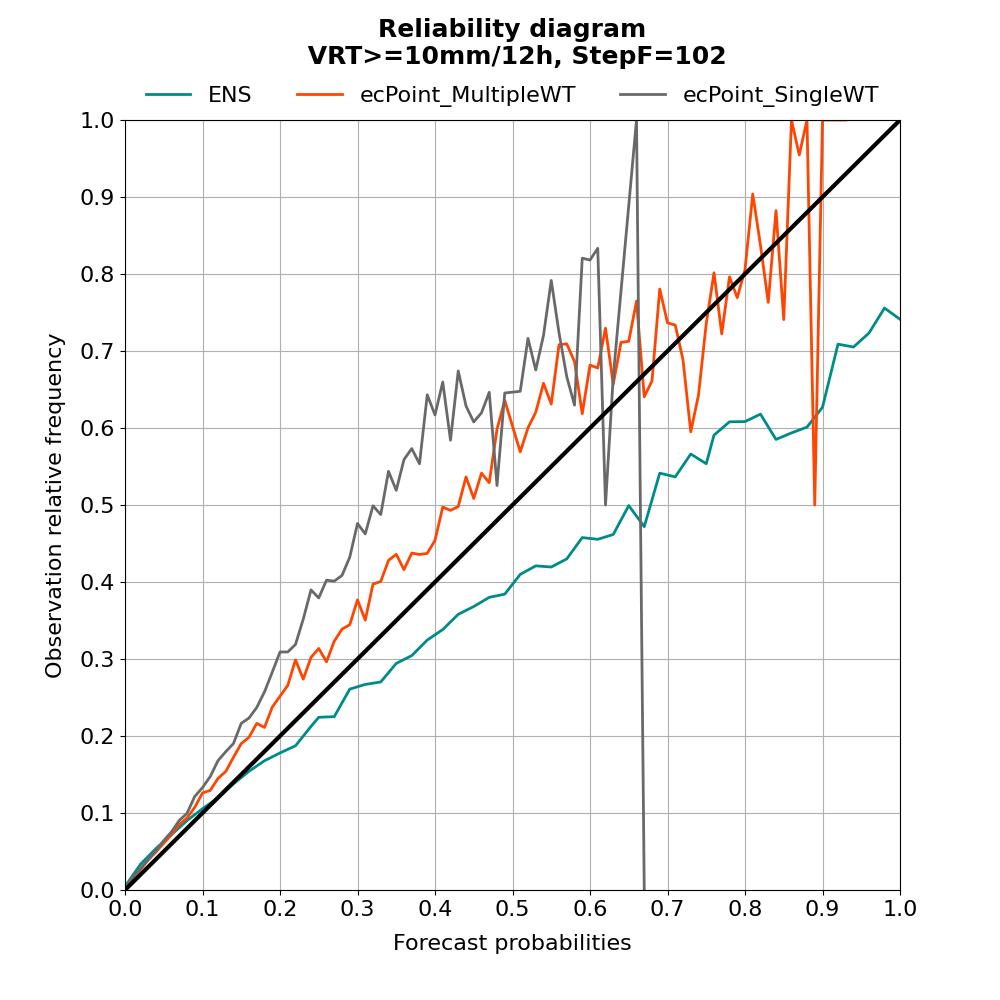 Reliability diagram
VRT>=10mm/12h, StepF=102
ENS ecPoint_MultipleWT ecPoint_SingleWT
1.0
0.9
0.8
0.7
0.6
0.5
0.4
0.3
0.2
0.1
0.0
Observation relative frequency
0.0 0.1 0.2 0.3 0.4 0.5 0.6 0.7 0.8 0.9 1.0
Forecast probabilities